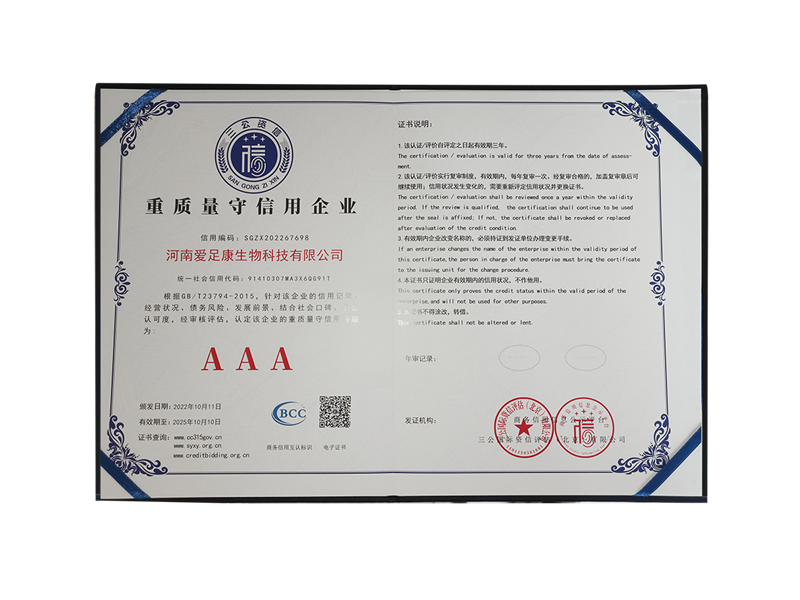 三公资信
SAN GONG ZI XIN
重质量守信用企业
信用编码：SGZX202267698
河南爱足康生物科技有限公司
统一社会信用代码：91410307MA3X6QG91T
根据GB/T23794-2015，针对该企业的信用记录、
经营状况、债务风险、发展前景、结合社会口碑、
认可度，经审核评估，认定该企业的重质量守信用
为：
AAA
颁发日期：2022年10月11日
有效期至：2025年10月10日
证书查询：www.cc315gov.cn
www.syxy.org.cn
www.creditbidding.org.cn
BCC
商务信用互认标识
电子证书
证书说明：
1.该认证/评价自评定之日起有效期三年。
The certification / evaluation is valid for three years from the date of assess-
ment.
2.该认证/评价实行复审制度，有效期内，每年复审一次。经复审合格的，加盖复审章后可
继续使用；信用状况发生变化的，需要重新评定信用状况并更换证书。
The certification / evaluation shall be reviewed once a year within the validity
period. If the review is qualified, the certification shall continue to be used
after the seal is affixed; If not, the certificate shall be revoked or replaced
after evaluation of the credit condition.
3.有效期内企业改变名称的，必须持证到发证单位办理变更手续。
If an enterprise changes the name of the enterprise within the validity period of
this certificate,the person in charge of the enterprise must bring the certificate
to the issuing unit for the change procedure.
4.本证书只证明企业有效期内的信用状况，不作他用。
This certificate only proves the credit status within the valid period of the
enterprise,and will not be used for other purposes.
证书不得涂改，转借。
This certificate shall not be altered or lent.
年审记录：
发证机构：
商务信用
台
三公国际资信评估（北京）有限公司